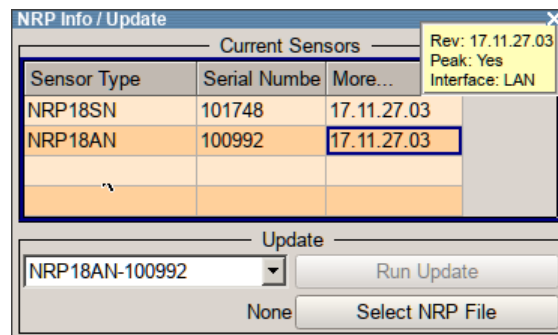 NRP Info / Update
Current Sensors
Rev: 17.11.27.03
Peak: Yes
Interface: LAN
Sensor Type Serial Numbe More...
NRP18SN 101748 17.11.27.03
NRP18AN 100992 17.11.27.03
Update
NRP18AN-100992 Run Update
None Select NRP File